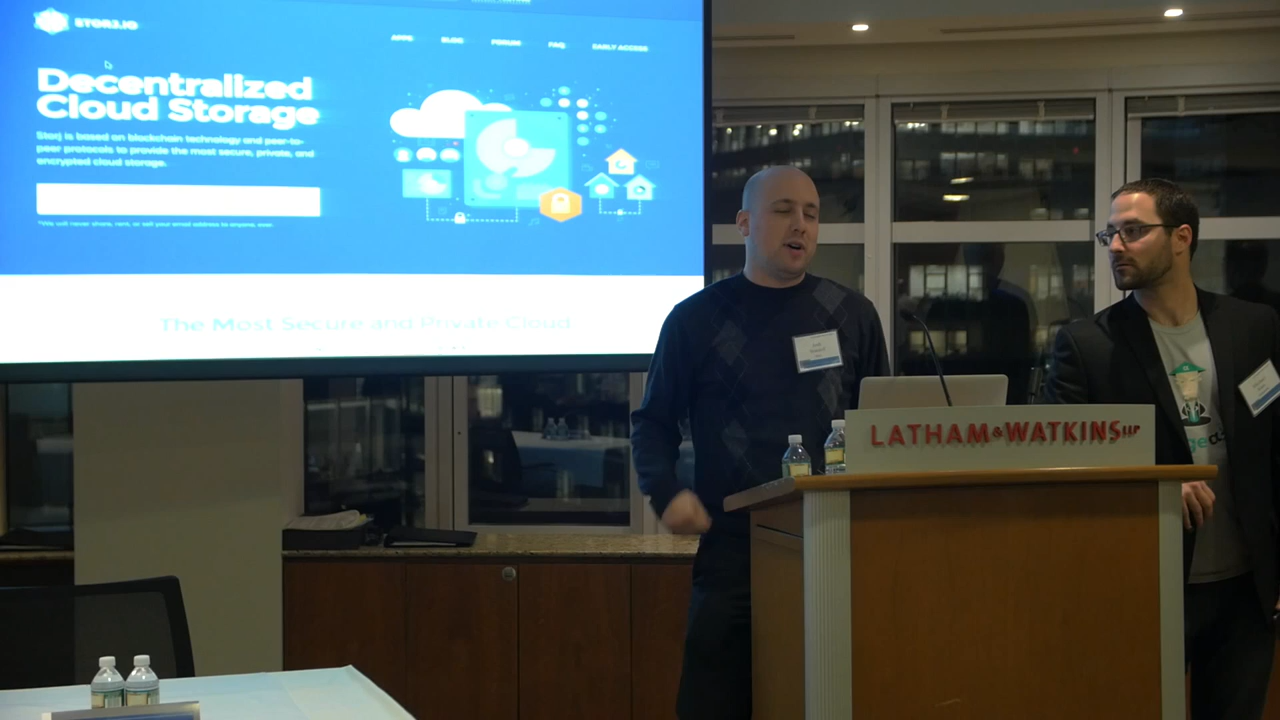 STORJ.IO
APPS BLOG FORUM FAQ EARLY ACCESS
Decentralized
Cloud Storage
Storj is based on blockchain technology and peer-to-
peer protocols to provide the most secure, private, and
encrypted cloud storage.
*We will never share, rent, or sell your email address to anyone, ever.
The Most Secure and Private Cloud
LATHAM&WATKINS LLP